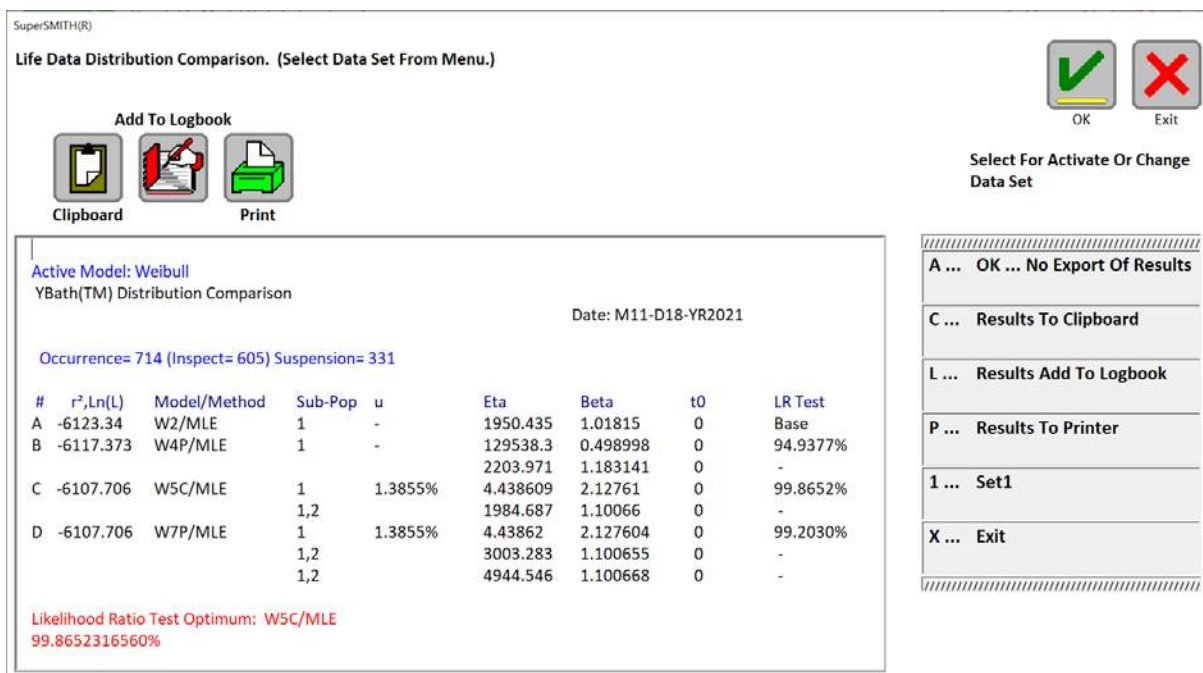 SuperSMITH(R)
Life Data Distribution Comparison. (Select Data Set From Menu.)
Add To Logbook
Clipboard Print
OK Exit
Select For Activate Or Change
Data Set
Active Model: Weibull
YBath(TM) Distribution Comparison
Date: M11-D18-YR2021
Occurrence= 714 (Inspect= 605) Suspension= 331
# r²,Ln(L) Model/Method Sub-Pop u Eta Beta t0 LR Test
A -6123.34 W2/MLE 1 - 1950.435 1.01815 0 Base
B -6117.373 W4P/MLE 1 - 129538.3 0.498998 0 94.9377%
2203.971 1.183141 0 -
C -6107.706 W5C/MLE 1 1.3855% 4.438609 2.12761 0 99.8652%
1,2 1984.687 1.10066 0 -
D -6107.706 W7P/MLE 1 1.3855% 4.43862 2.127604 0 99.2030%
1,2 3003.283 1.100655 0 -
1,2 4944.546 1.100668 0 -
Likelihood Ratio Test Optimum: W5C/MLE
99.8652316560%
A ... OK ... No Export Of Results
C ... Results To Clipboard
L ... Results Add To Logbook
P ... Results To Printer
1 ... Set1
X ... Exit